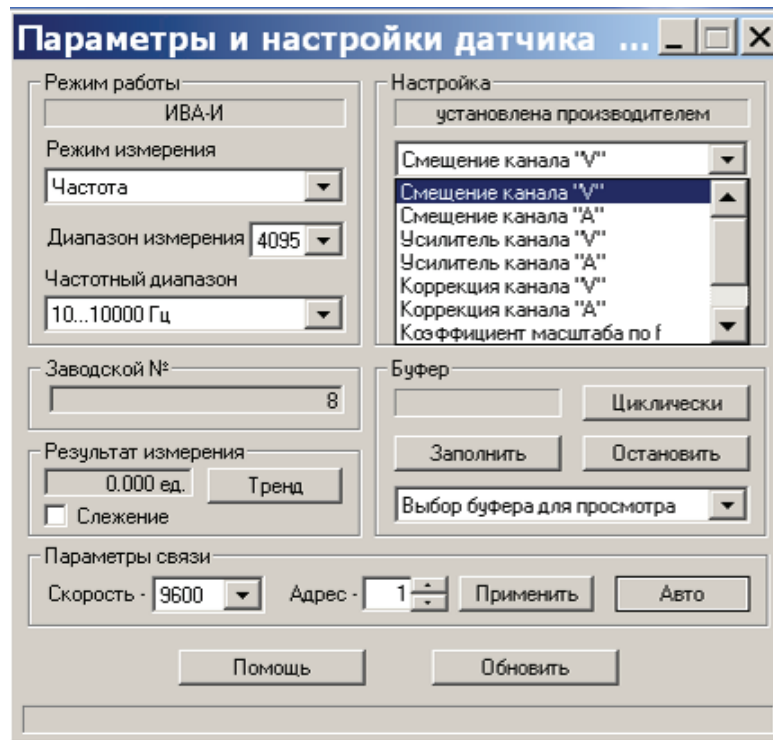 Параметры и настройки датчика ...
Режим работы
ИВА-И
Режим измерения
Частота
Диапазон измерения 4095
Частотный диапазон
10...10000 Гц
Настройка
установлена производителем
Смещение канала "V"
Смещение канала "V"
Смещение канала "A"
Усилитель канала "V"
Усилитель канала "A"
Коррекция канала "V"
Коррекция канала "A"
Коэффициент масштаба по f
Заводской №
8
Результат измерения
0.000 ед. Тренд
Слежение
Буфер
Циклически
Заполнить Остановить
Выбор буфера для просмотра
Параметры связи
Скорость - 9600 Адрес - 1 Применить Авто
Помощь Обновить